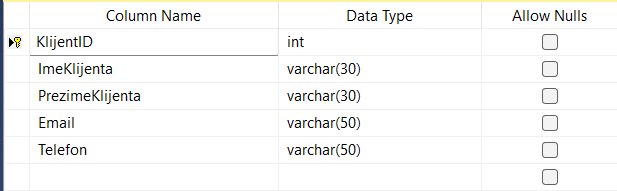 Column Name Data Type Allow Nulls
KlijentID int
ImeKlijenta varchar(30)
PrezimeKlijenta varchar(30)
Email varchar(50)
Telefon varchar(50)